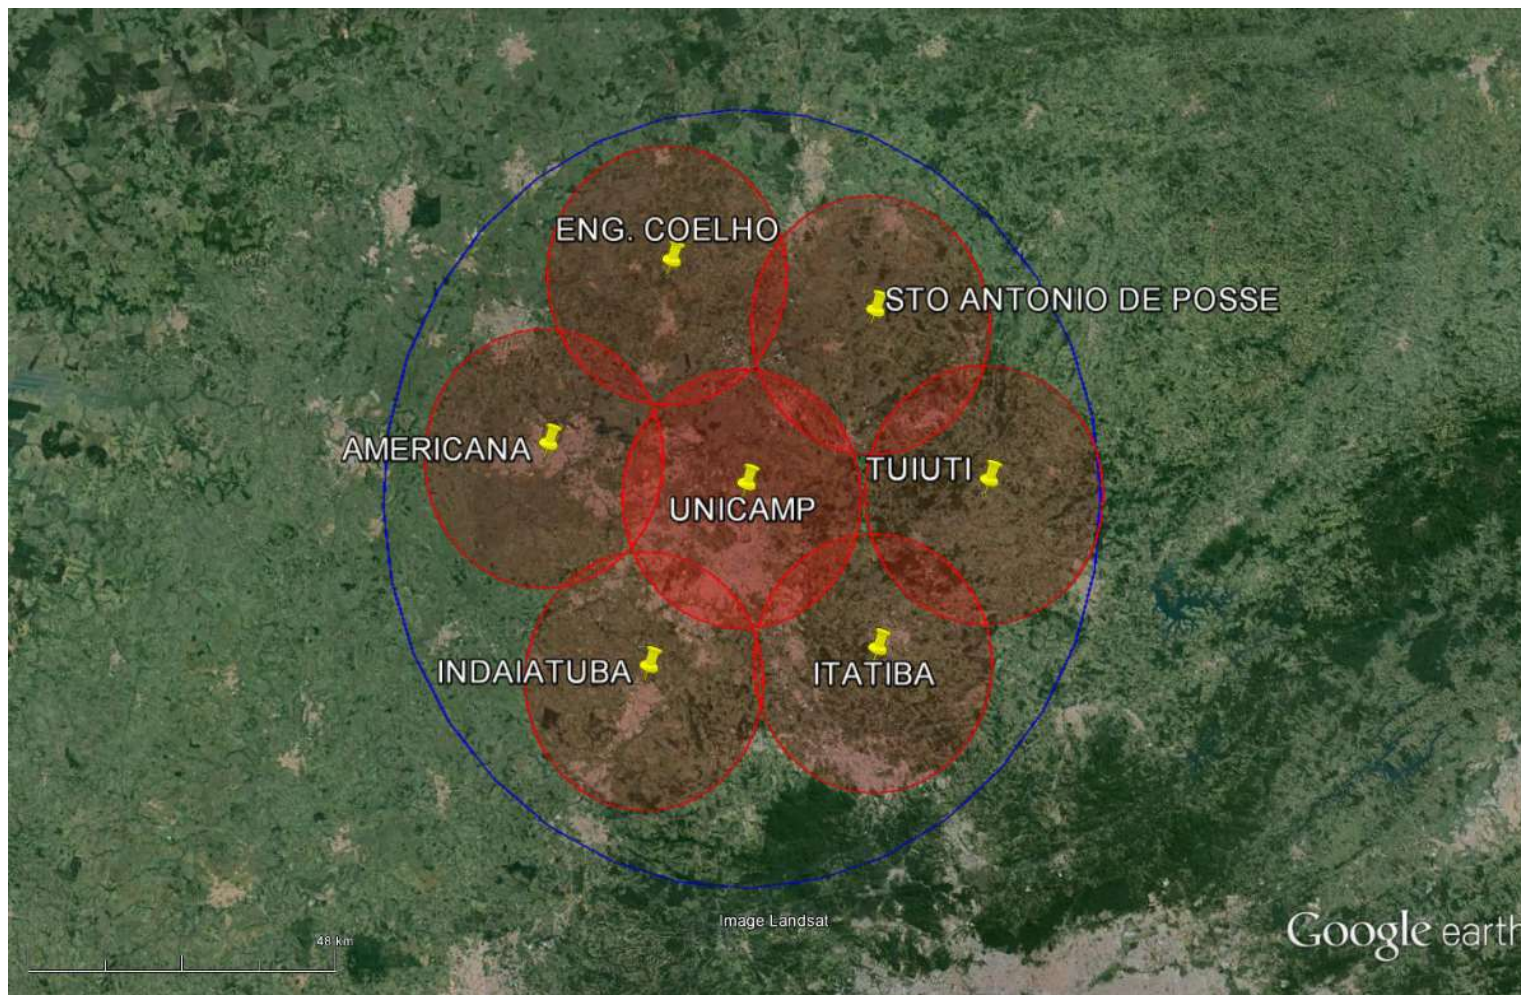 ENG. COELHO
STO ANTONIO DE POSSE
AMERICANA
TUIUTI
UNICAMP
INDAIATUBA
ITATIBA
Image Landsat
48 km
Google earth